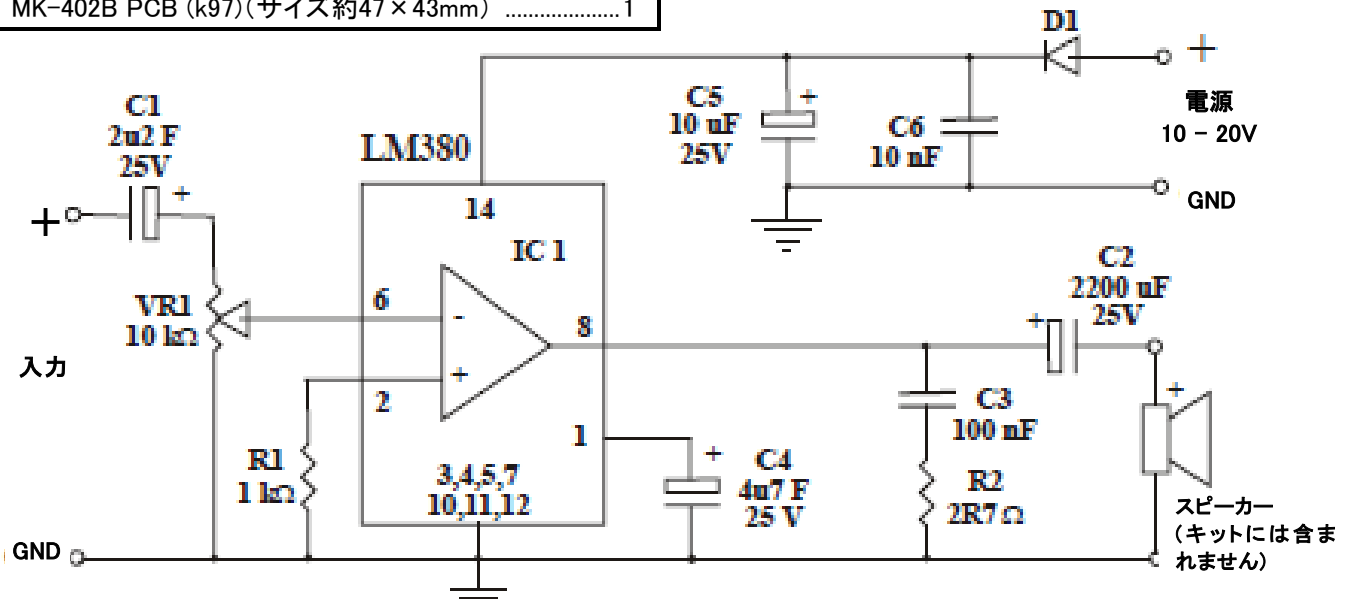 MK-402B PCB (k97)(サイズ約47×43mm) ....................1
D1
+
電源
10 - 20V
GND
C5
10 uF
25V
+
C6
10 nF
C1
2u2 F
25V
+
+
LM380
14
IC 1
VR1
10 kΩ
6
-
8
C2
2200 uF
25V
+
入力
+
2
1
R1
1 kΩ
3,4,5,7
10,11,12
+
C4
4u7 F
25 V
C3
100 nF
R2
2R7 Ω
+
スピーカー
(キットには含ま
れません)
GND